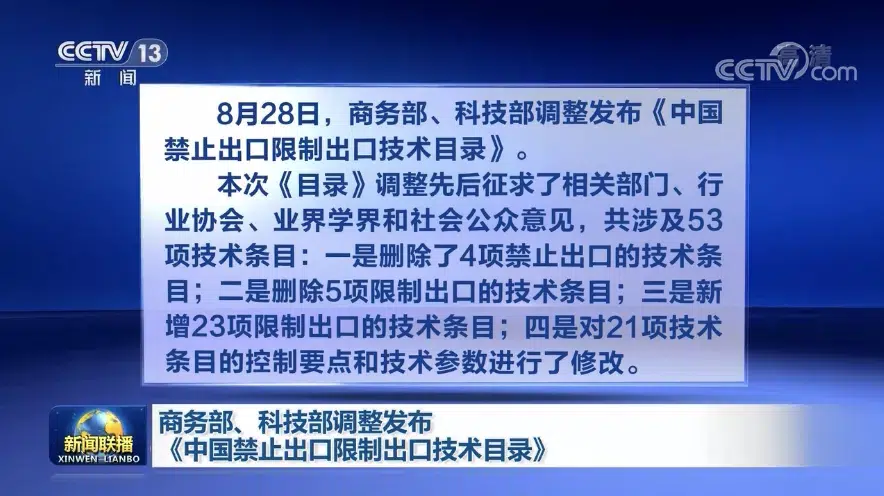 CCTV 13
新闻
高清
CCTV.com
8月28日，商务部、科技部调整发布《中国
禁止出口限制出口技术目录》。
本次《目录》调整先后征求了相关部门、行
业协会、业界学界和社会公众意见，共涉及53
项技术条目：一是删除了4项禁止出口的技术条
目；二是删除5项限制出口的技术条目；三是新
增23项限制出口的技术条目；四是对21项技术
条目的控制要点和技术参数进行了修改。
新闻联播
XINWEN-LIANBO
商务部、科技部调整发布
《中国禁止出口限制出口技术目录》